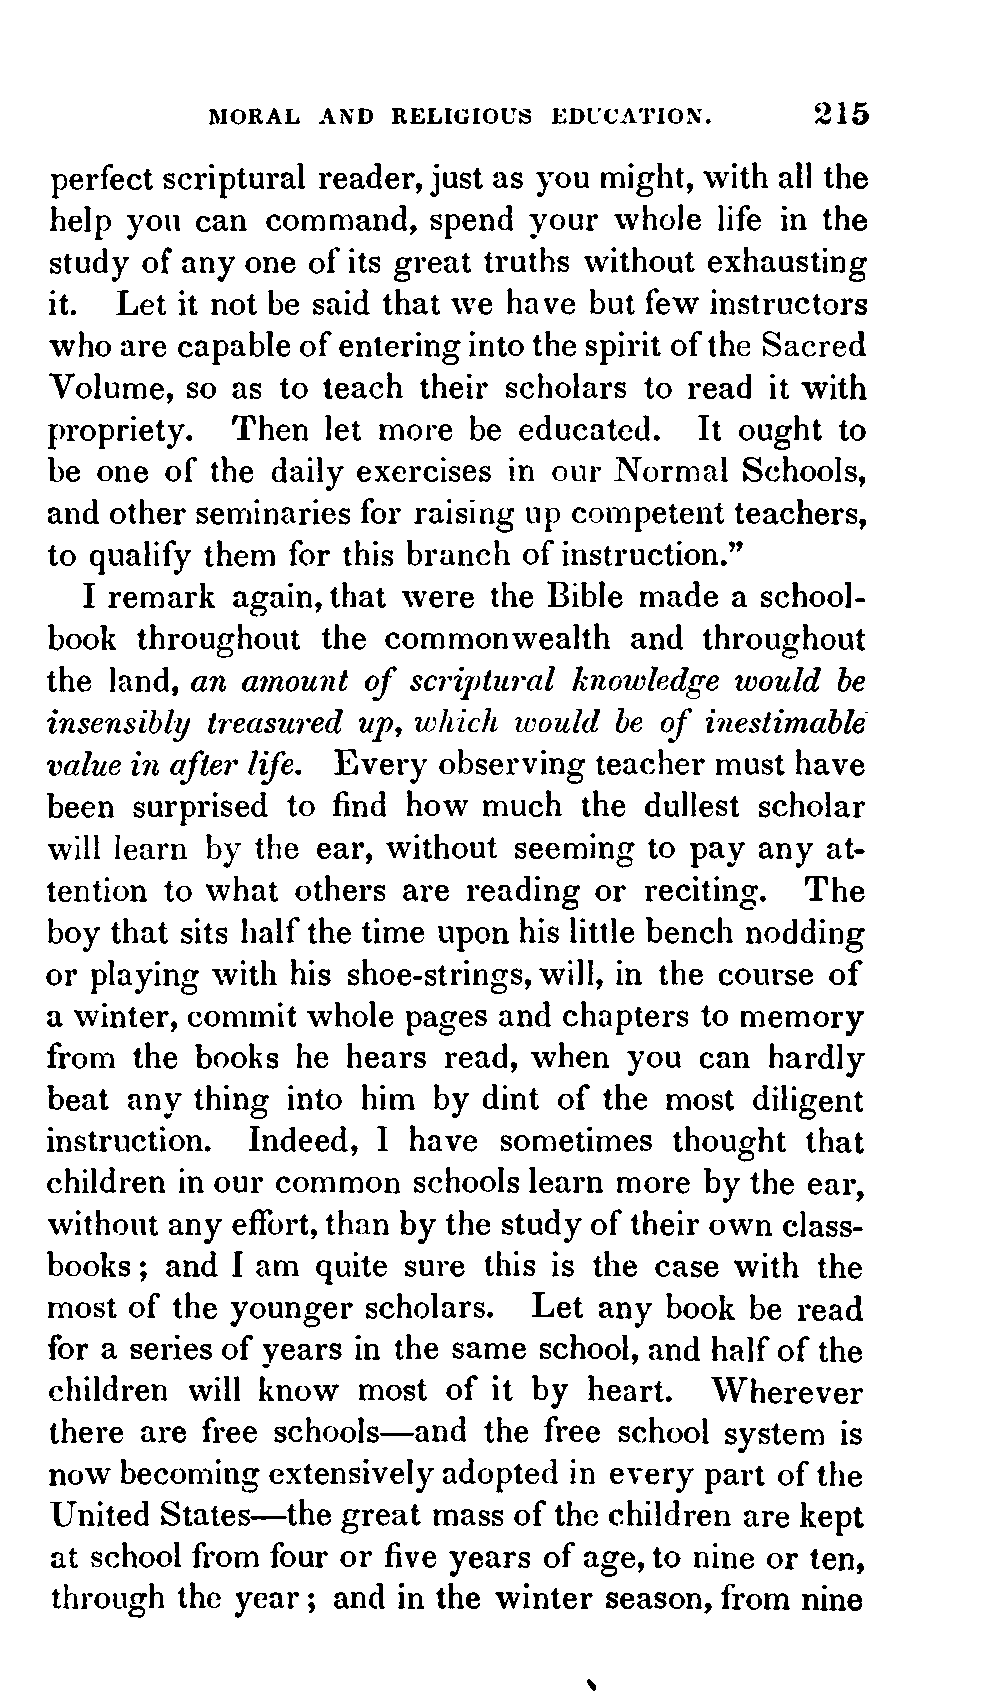 MORAL AND RELIGIOUS EDUCATION. 215
perfect scriptural reader, just as you might, with all the
help you can command, spend your whole life in the
study of any one of its great truths without exhausting
it. Let it not be said that we have but few instructors
who are capable of entering into the spirit of the Sacred
Volume, so as to teach their scholars to read it with
propriety. Then let more be educated. It ought to
be one of the daily exercises in our Normal Schools,
and other seminaries for raising up competent teachers,
to qualify them for this branch of instruction.”
I remark again, that were the Bible made a school-
book throughout the commonwealth and throughout
the land, an amount of scriptural knowledge would be
insensibly treasured up, which would be of inestimable
value in after life. Every observing teacher must have
been surprised to find how much the dullest scholar
will learn by the ear, without seeming to pay any at-
tention to what others are reading or reciting. The
boy that sits half the time upon his little bench nodding
or playing with his shoe-strings, will, in the course of
a winter, commit whole pages and chapters to memory
from the books he hears read, when you can hardly
beat any thing into him by dint of the most diligent
instruction. Indeed, I have sometimes thought that
children in our common schools learn more by the ear,
without any effort, than by the study of their own class-
books; and I am quite sure this is the case with the
most of the younger scholars. Let any book be read
for a series of years in the same school, and half of the
children will know most of it by heart. Wherever
there are free schools—and the free school system is
now becoming extensively adopted in every part of the
United States—the great mass of the children are kept
at school from four or five years of age, to nine or ten,
through the year; and in the winter season, from nine